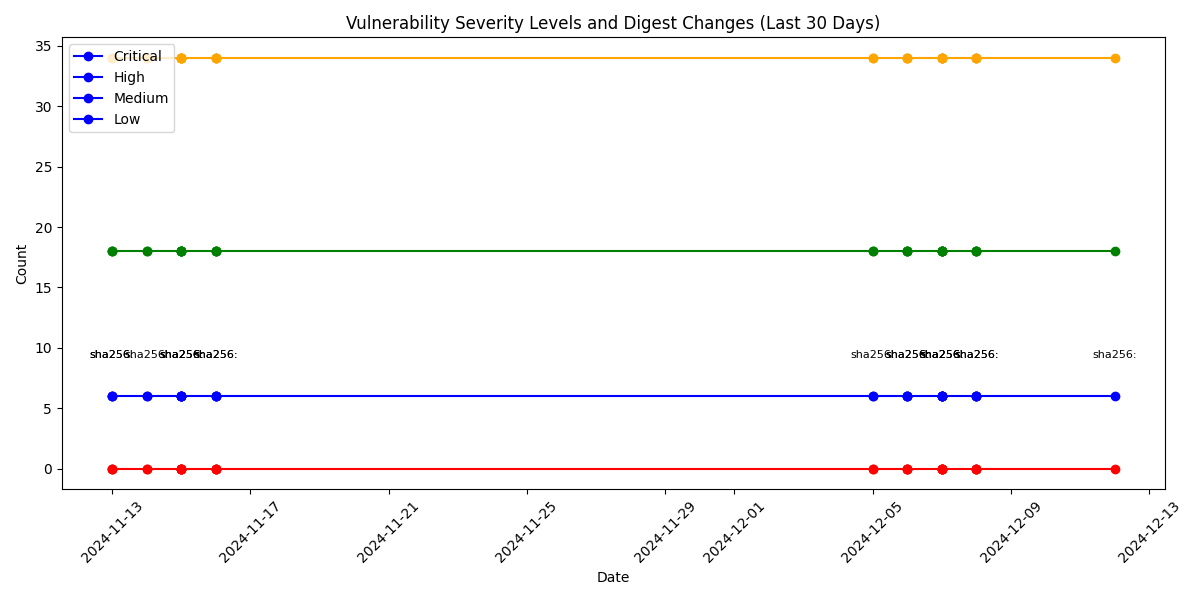 Vulnerability Severity Levels and Digest Changes (Last 30 Days)
Critical
High
Medium
Low
35
30
25
20
15
10
5
0
Count
sha256: sha256: sha256: sha256: sha256: sha256: sha256: sha256: sha256:
2024-11-13 2024-11-17 2024-11-21 2024-11-25 2024-11-29 2024-12-01 2024-12-05 2024-12-09 2024-12-13
Date